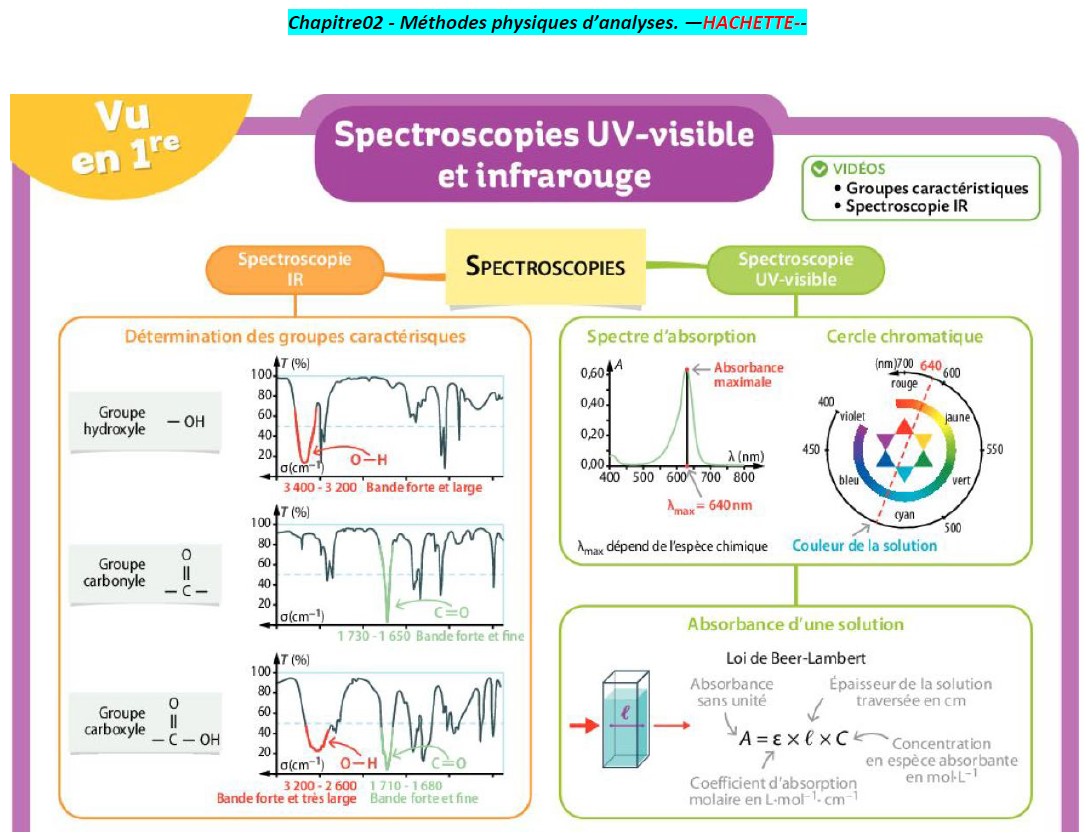 Chapitre02 - Méthodes physiques d’analyses. —HACHETTE--
Vu
en 1re
Spectroscopies UV-visible
et infrarouge
VIDÉOS
• Groupes caractéristiques
• Spectroscopie IR
Spectroscopie
IR
SPECTROSCOPIES
Spectroscopie
UV-visible
Détermination des groupes caractérisques
Groupe
hydroxyle
— OH
T (%)
100
80
60
40
20
σ(cm⁻¹)
O—H
3 400 - 3 200 Bande forte et large
Groupe
carbonyle
O
— C —
T (%)
100
80
60
40
20
σ(cm⁻¹)
C=O
1 730 - 1 650 Bande forte et fine
Groupe
carboxyle
O
— C — OH
T (%)
100
80
60
40
20
σ(cm⁻¹)
O—H
C=O
3 200 - 2 600
Bande forte et très large
1 710 - 1 680
Bande forte et fine
Spectre d’absorption
A
0,60
0,40
0,20
0,00
Absorbance
maximale
λ (nm)
400 500 600 700 800
λmax = 640 nm
λmax dépend de l’espèce chimique
Cercle chromatique
(nm) 700 640 600
rouge
400
violet
jaune
450
550
bleu
vert
cyan
500
Couleur de la solution
Absorbance d’une solution
Loi de Beer-Lambert
Absorbance
sans unité
Épaisseur de la solution
traversée en cm
ℓ
A = ε × ℓ × C
Concentration
en espèce absorbante
en mol·L⁻¹
Coefficient d’absorption
molaire en L·mol⁻¹· cm⁻¹